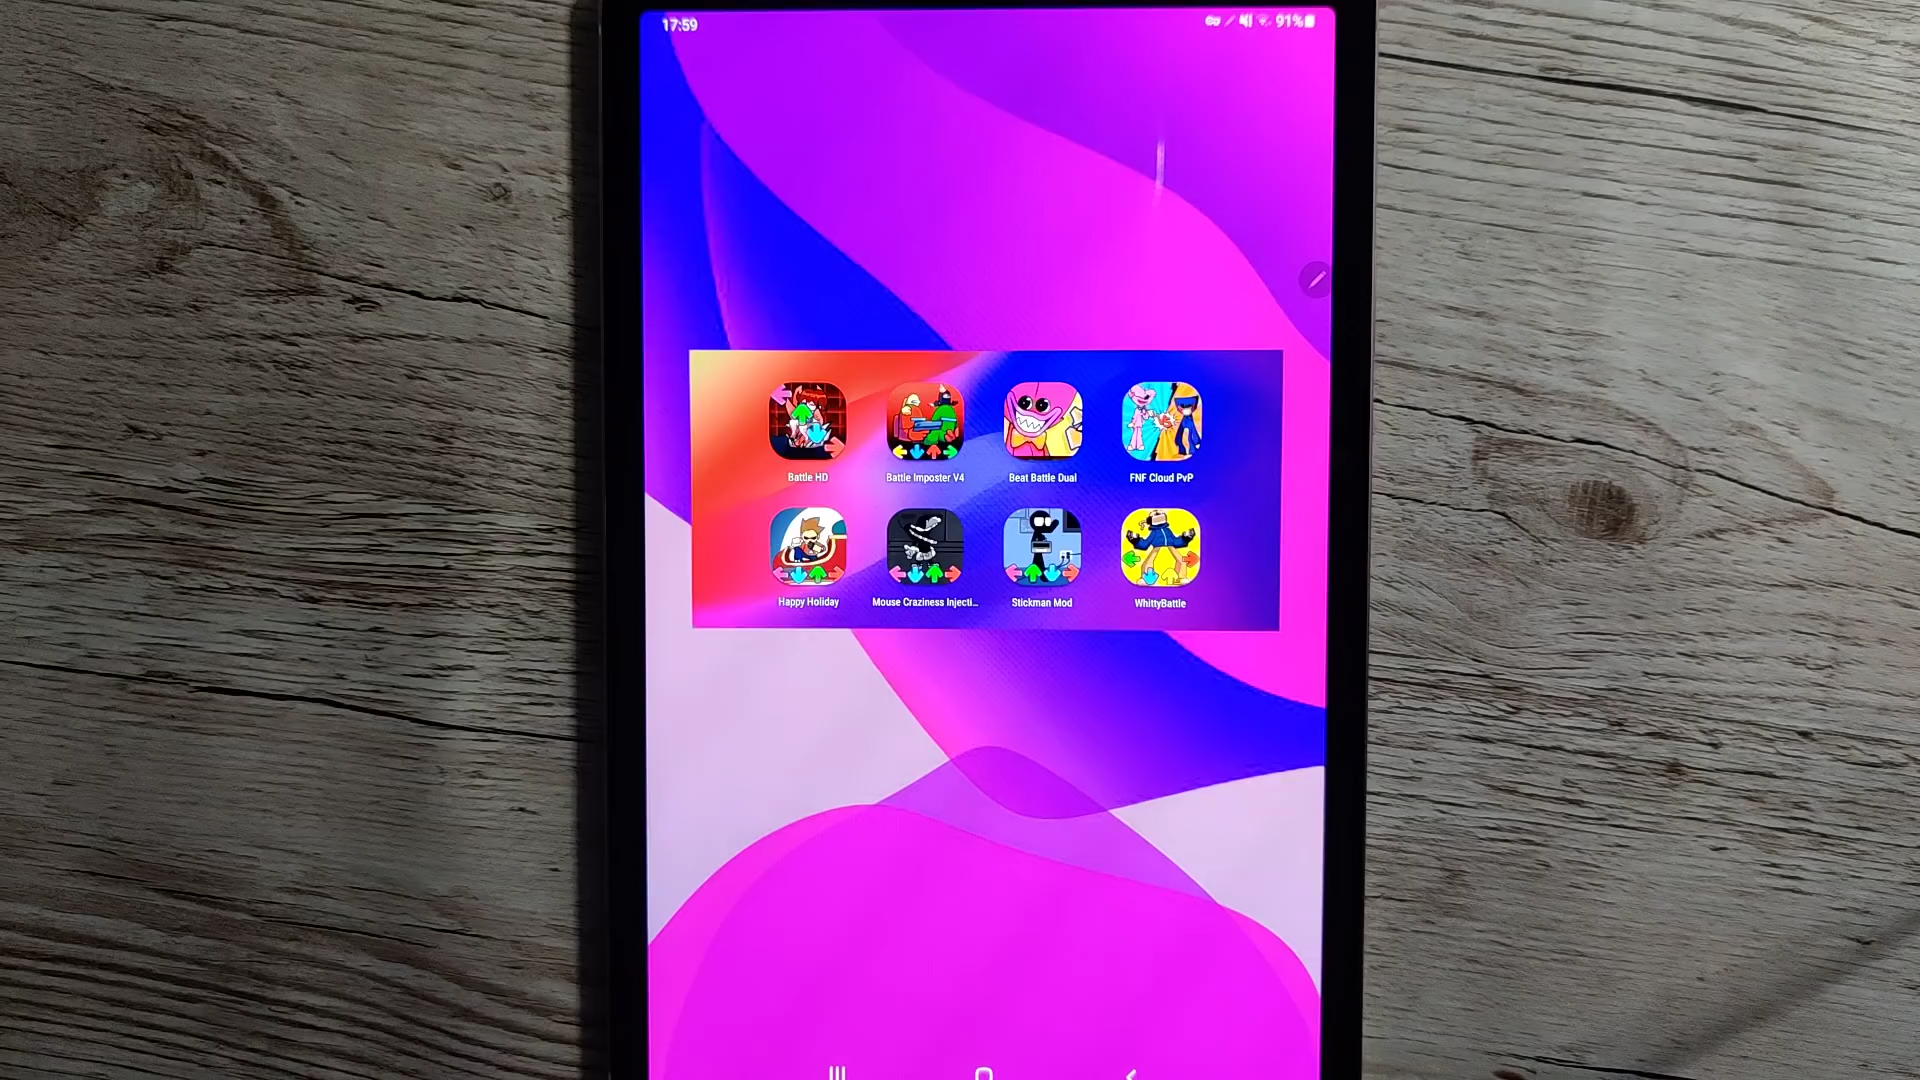 17:59
91%
Battle HD
Battle Imposter V4
Beat Battle Dual
FNF Cloud PvP
Happy Holiday
Mouse Craziness Injecti...
Stickman Mod
WhittyBattle